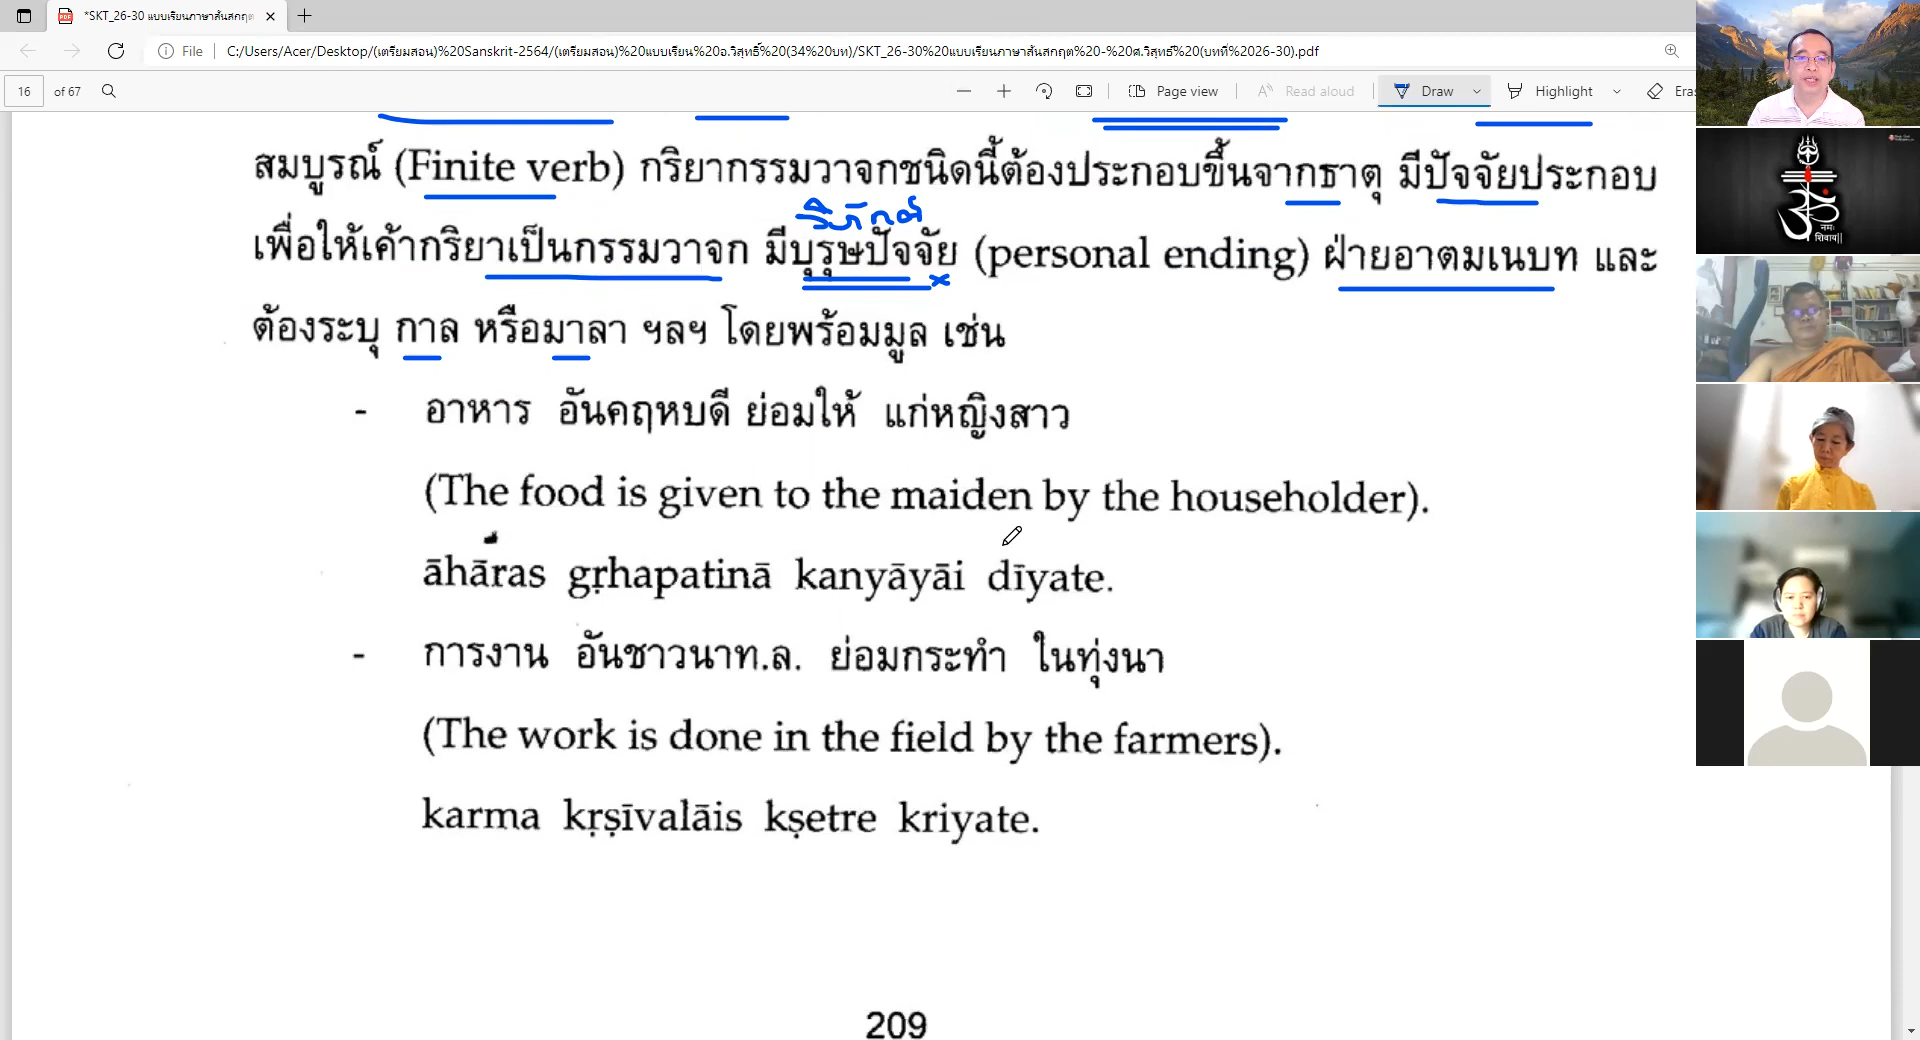 *SKT_26-30 แบบเรียนภาษาสันสกฤต
File C:/Users/Acer/Desktop/(เตรียมสอน)%20Sanskrit-2564/(เตรียมสอน)%20แบบเรียน%20อ.วิสุทธิ์%20(34%20บท)/SKT_26-30%20แบบเรียนภาษาสันสกฤต%20-%20ศ.วิสุทธ์%20(บทที่%2026-30).pdf
16 of 67 Page view Read aloud Draw Highlight Eras
สมบูรณ์ (Finite verb) กริยากรรมวาจกชนิดนี้ต้องประกอบขึ้นจากธาตุ มีปัจจัยประกอบ
วิภักติ
เพื่อให้เค้ากริยาเป็นกรรมวาจก มีบุรุษปัจจัย (personal ending) ฝ่ายอาตมเนบท และ
ต้องระบุ กาล หรือมาลา ฯลฯ โดยพร้อมมูล เช่น
- อาหาร อันคฤหบดี ย่อมให้ แก่หญิงสาว
(The food is given to the maiden by the householder).
āhāras gṛhapatinā kanyāyāi dīyate.
- การงาน อันชาวนาท.ล. ย่อมกระทำ ในทุ่งนา
(The work is done in the field by the farmers).
karma kṛṣīvalāis kṣetre kriyate.
209
नमः
शिवाय||